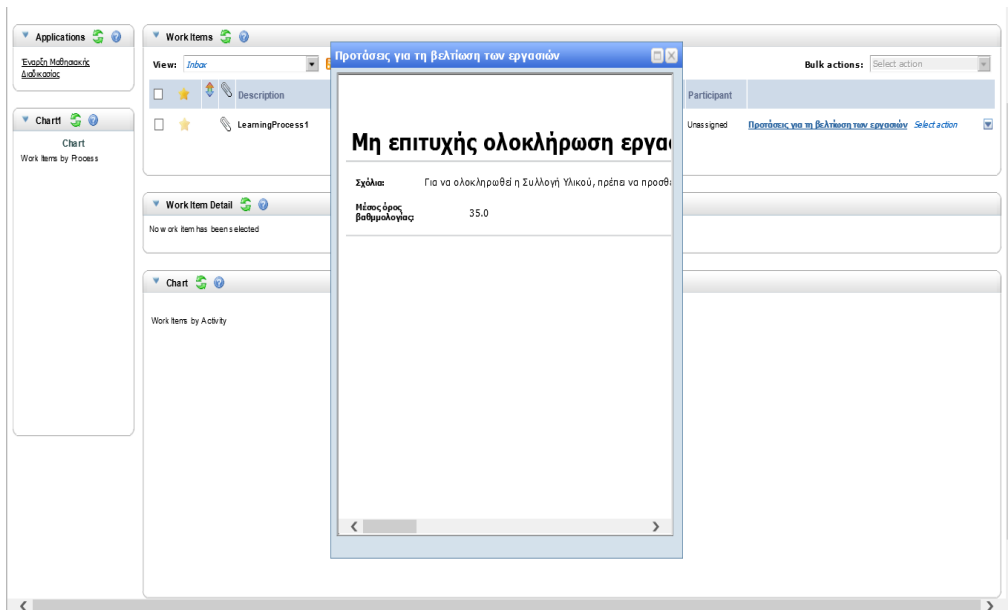 Applications
Έναρξη Μαθησιακής
Διαδικασίας
Chart1
Chart
Work Items by Process
Work Items
View: Inbox
Bulk actions: Select action
Description
Participant
LearningProcess1
Unassigned
Προτάσεις για τη βελτίωση των εργασιών Select action
Work Item Detail
No work item has been selected
Chart
Work Items by Activity
Προτάσεις για τη βελτίωση των εργασιών
Μη επιτυχής ολοκλήρωση εργα
Σχόλια: Για να ολοκληρωθεί η Συλλογή Υλικού, πρέπει να προσθ
Μέσος όρος
βαθμολογίας: 35.0